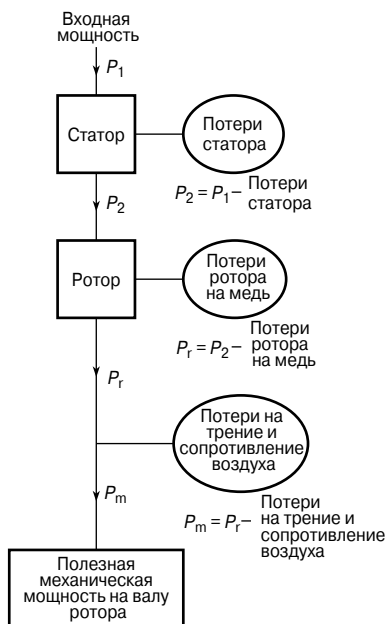 Входная
мощность
P₁
Статор
Потери
статора
P₂ = P₁ – Потери
статора
P₂
Ротор
Потери
ротора
на медь
Pᵣ = P₂ – Потери
ротора
на медь
Pᵣ
Потери на
трение и
сопротивление
воздуха
Pₘ
Pₘ = Pᵣ – Потери
на трение и
сопротивление
воздуха
Полезная
механическая
мощность на валу
ротора